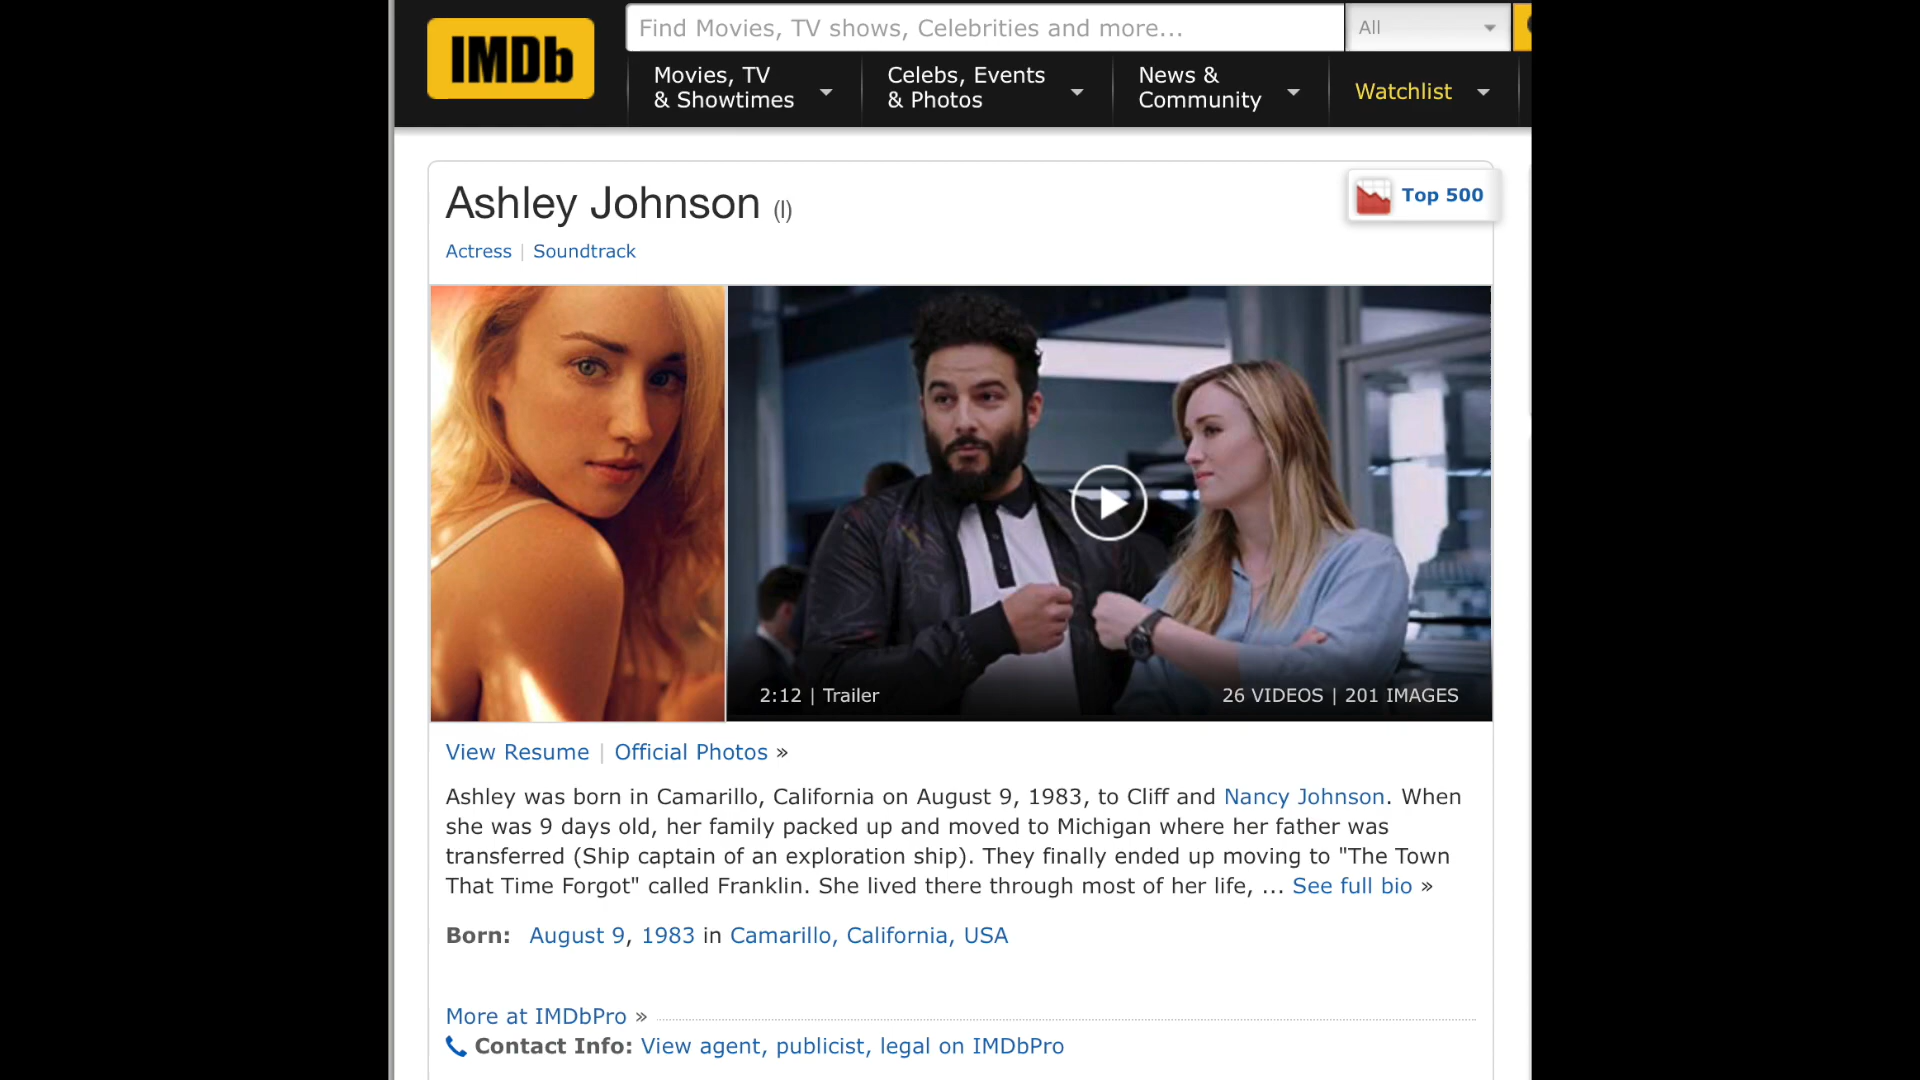 IMDb
Find Movies, TV shows, Celebrities and more...
All
Movies, TV
& Showtimes
Celebs, Events
& Photos
News &
Community
Watchlist
Ashley Johnson (I)
Top 500
Actress | Soundtrack
2:12 | Trailer
26 VIDEOS | 201 IMAGES
View Resume | Official Photos »
Ashley was born in Camarillo, California on August 9, 1983, to Cliff and Nancy Johnson. When
she was 9 days old, her family packed up and moved to Michigan where her father was
transferred (Ship captain of an exploration ship). They finally ended up moving to "The Town
That Time Forgot" called Franklin. She lived there through most of her life, ... See full bio »
Born: August 9, 1983 in Camarillo, California, USA
More at IMDbPro »
Contact Info: View agent, publicist, legal on IMDbPro